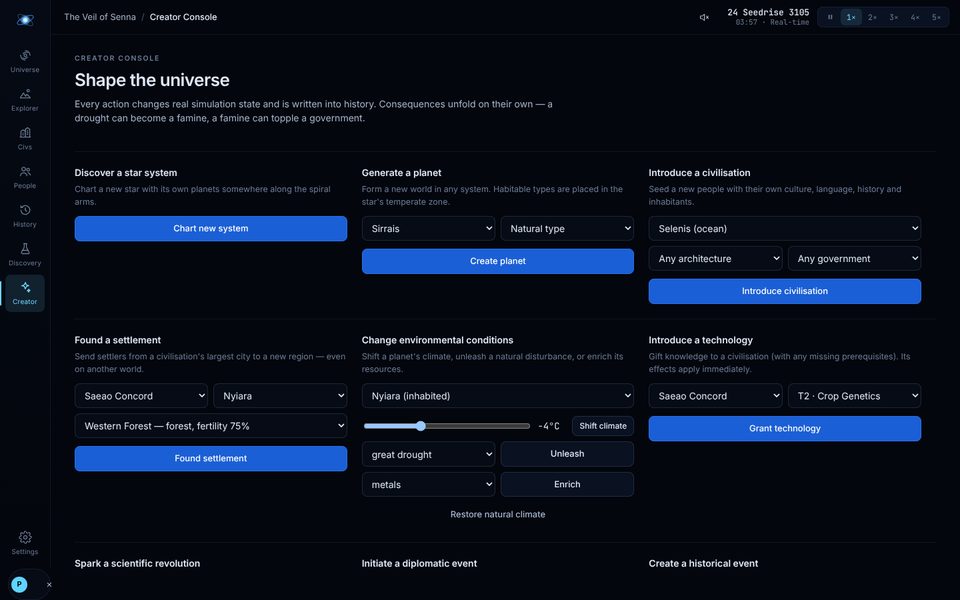 The Veil of Senna / Creator Console
24 Seedrise 3105
03:57 · Real-time
1× 2× 3× 4× 5×
Universe
Explorer
Civs
People
History
Discovery
Creator
Settings
P
×
CREATOR CONSOLE
Shape the universe
Every action changes real simulation state and is written into history. Consequences unfold on their own — a
drought can become a famine, a famine can topple a government.
Discover a star system
Chart a new star with its own planets somewhere along the spiral
arms.
Chart new system
Generate a planet
Form a new world in any system. Habitable types are placed in the
star's temperate zone.
Sirrais
Natural type
Create planet
Introduce a civilisation
Seed a new people with their own culture, language, history and
inhabitants.
Selenis (ocean)
Any architecture
Any government
Introduce civilisation
Found a settlement
Send settlers from a civilisation's largest city to a new region — even
on another world.
Saeao Concord
Nyiara
Western Forest — forest, fertility 75%
Found settlement
Change environmental conditions
Shift a planet's climate, unleash a natural disturbance, or enrich its
resources.
Nyiara (inhabited)
-4°C
Shift climate
great drought
Unleash
metals
Enrich
Restore natural climate
Introduce a technology
Gift knowledge to a civilisation (with any missing prerequisites). Its
effects apply immediately.
Saeao Concord
T2 · Crop Genetics
Grant technology
Spark a scientific revolution
Initiate a diplomatic event
Create a historical event